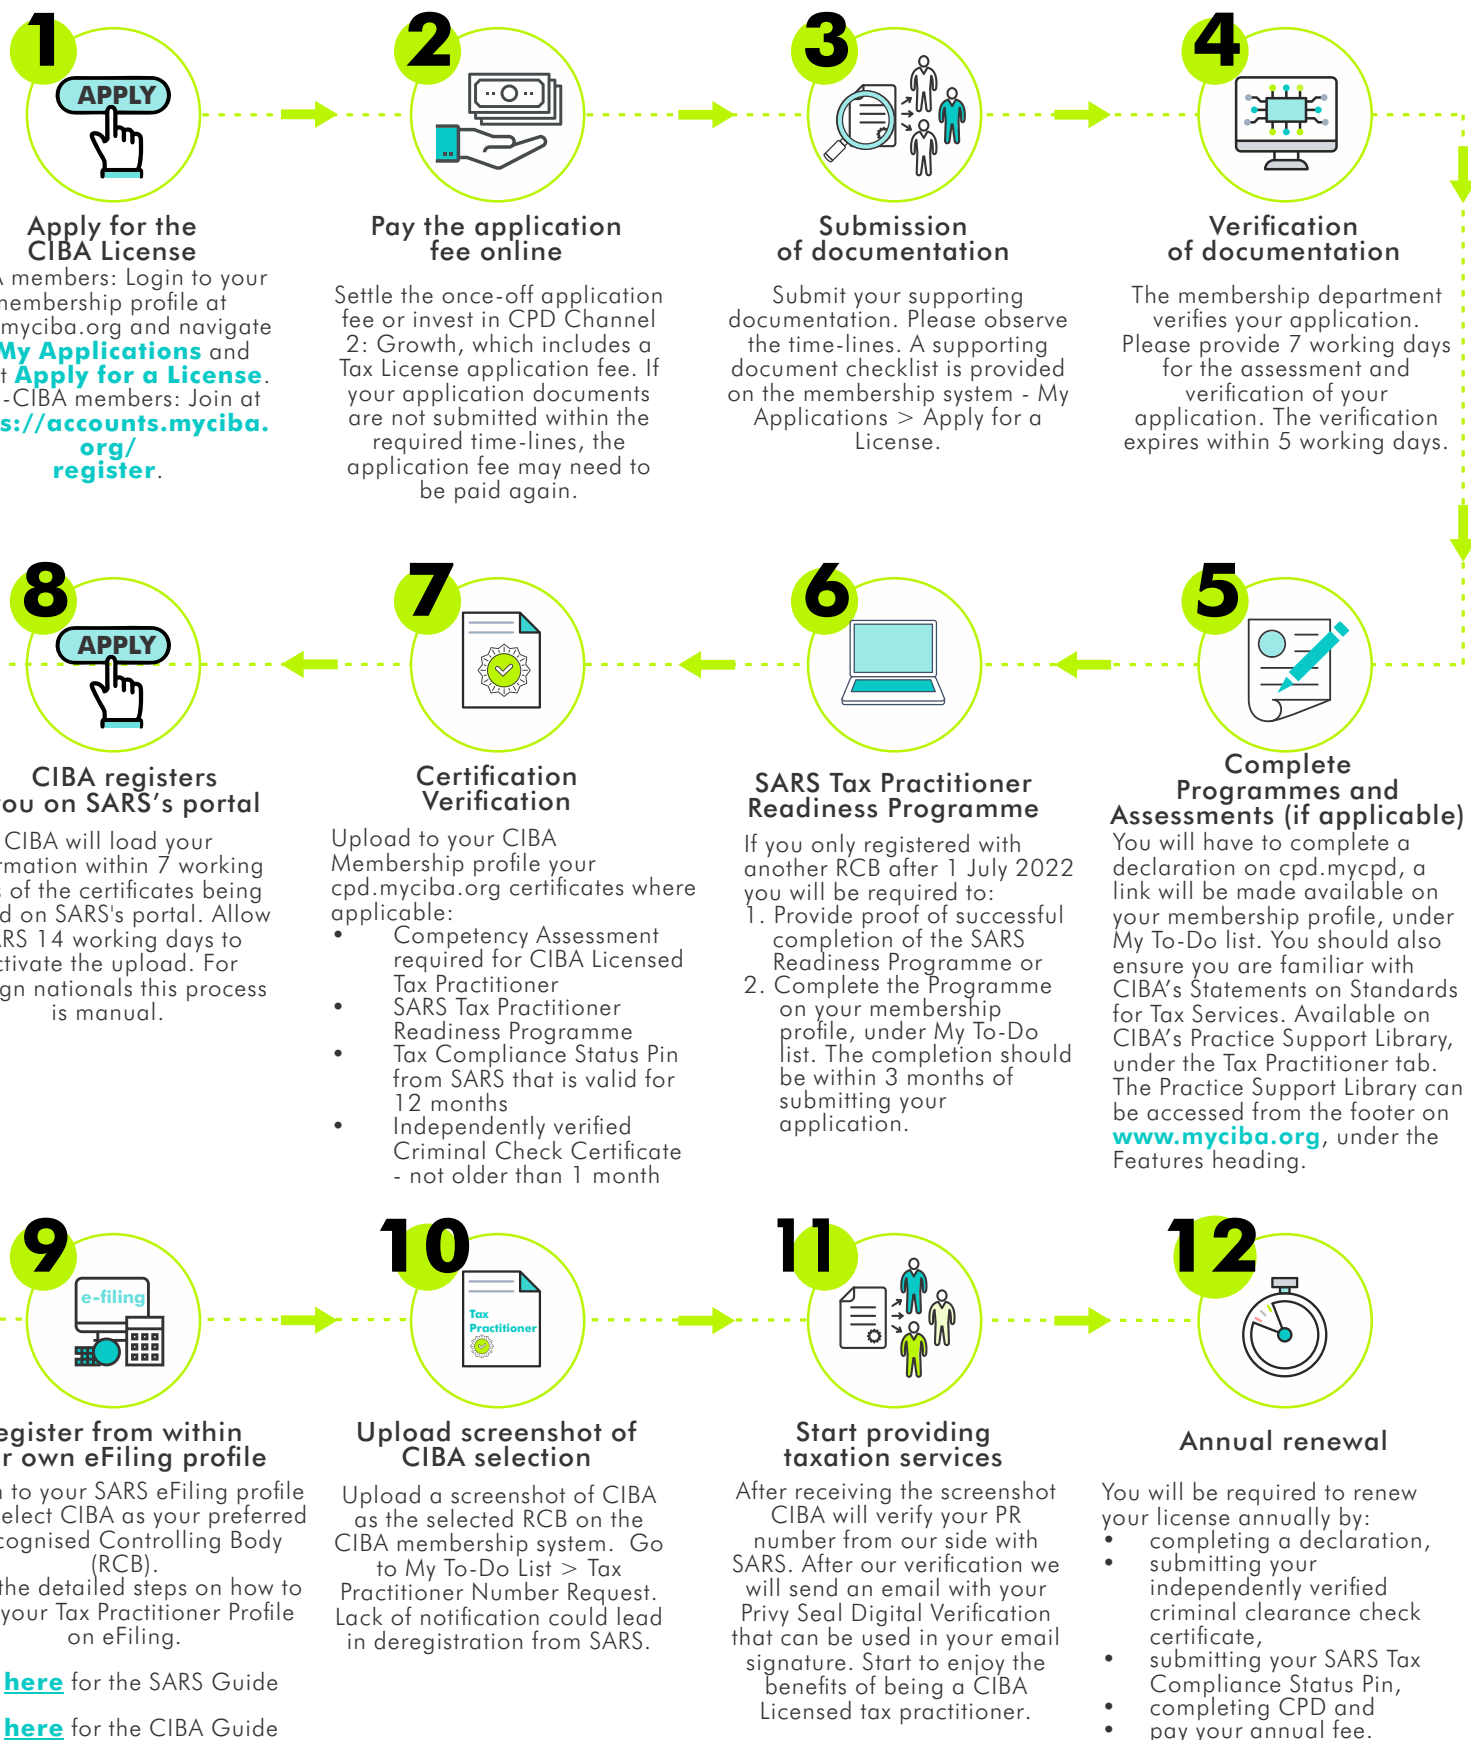 1
APPLY
Apply for the
CIBA License
members: Login to your
membership profile at
myciba.org and navigate
My Applications and
Apply for a License.
-CIBA members: Join at
s://accounts.myciba.
org/
register.
2
Pay the application
fee online
Settle the once-off application
fee or invest in CPD Channel
2: Growth, which includes a
Tax License application fee. If
your application documents
are not submitted within the
required time-lines, the
application fee may need to
be paid again.
3
Submission
of documentation
Submit your supporting
documentation. Please observe
the time-lines. A supporting
document checklist is provided
on the membership system - My
Applications > Apply for a
License.
4
Verification
of documentation
The membership department
verifies your application.
Please provide 7 working days
for the assessment and
verification of your
application. The verification
expires within 5 working days.
8
APPLY
CIBA registers
you on SARS’s portal
CIBA will load your
rmation within 7 working
of the certificates being
d on SARS's portal. Allow
ARS 14 working days to
ctivate the upload. For
ign nationals this process
is manual.
7
Certification
Verification
Upload to your CIBA
Membership profile your
cpd.myciba.org certificates where
applicable:
• Competency Assessment
required for CIBA Licensed
Tax Practitioner
• SARS Tax Practitioner
Readiness Programme
• Tax Compliance Status Pin
from SARS that is valid for
12 months
• Independently verified
Criminal Check Certificate
- not older than 1 month
6
SARS Tax Practitioner
Readiness Programme
If you only registered with
another RCB after 1 July 2022
you will be required to:
1. Provide proof of successful
completion of the SARS
Readiness Programme or
2. Complete the Programme
on your membership
profile, under My To-Do
list. The completion should
be within 3 months of
submitting your
application.
5
Complete
Programmes and
Assessments (if applicable)
You will have to complete a
declaration on cpd.mycpd, a
link will be made available on
your membership profile, under
My To-Do list. You should also
ensure you are familiar with
CIBA’s Statements on Standards
for Tax Services. Available on
CIBA’s Practice Support Library,
under the Tax Practitioner tab.
The Practice Support Library can
be accessed from the footer on
www.myciba.org, under the
Features heading.
9
e-filing
egister from within
r own eFiling profile
to your SARS eFiling profile
elect CIBA as your preferred
cognised Controlling Body
(RCB).
the detailed steps on how to
your Tax Practitioner Profile
on eFiling.
here for the SARS Guide
here for the CIBA Guide
10
Tax
Practitioner
Upload screenshot of
CIBA selection
Upload a screenshot of CIBA
as the selected RCB on the
CIBA membership system. Go
to My To-Do List > Tax
Practitioner Number Request.
Lack of notification could lead
in deregistration from SARS.
11
Start providing
taxation services
After receiving the screenshot
CIBA will verify your PR
number from our side with
SARS. After our verification we
will send an email with your
Privy Seal Digital Verification
that can be used in your email
signature. Start to enjoy the
benefits of being a CIBA
Licensed tax practitioner.
12
Annual renewal
You will be required to renew
your license annually by:
• completing a declaration,
• submitting your
independently verified
criminal clearance check
certificate,
• submitting your SARS Tax
Compliance Status Pin,
• completing CPD and
• pay your annual fee.